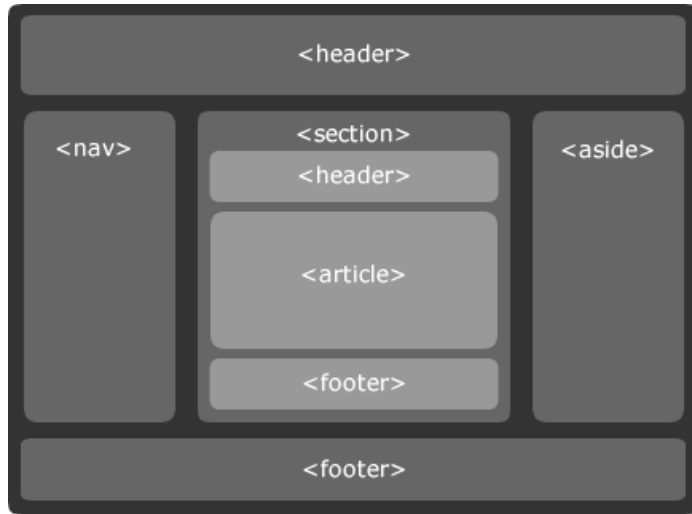 <header>
<nav>
<section>
<header>
<article>
<footer>
<aside>
<footer>